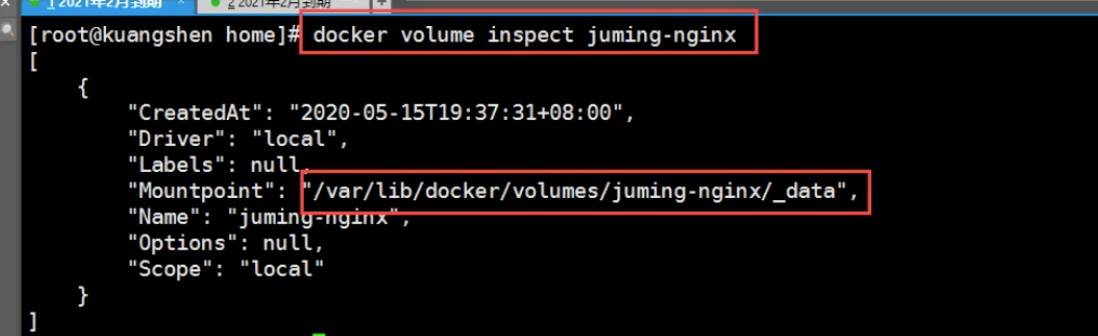 1 2021年2月到期
2 2021年2月到期
[root@kuangshen home]# docker volume inspect juming-nginx
[
    {
        "CreatedAt": "2020-05-15T19:37:31+08:00",
        "Driver": "local",
        "Labels": null,
        "Mountpoint": "/var/lib/docker/volumes/juming-nginx/_data",
        "Name": "juming-nginx",
        "Options": null,
        "Scope": "local"
    }
]